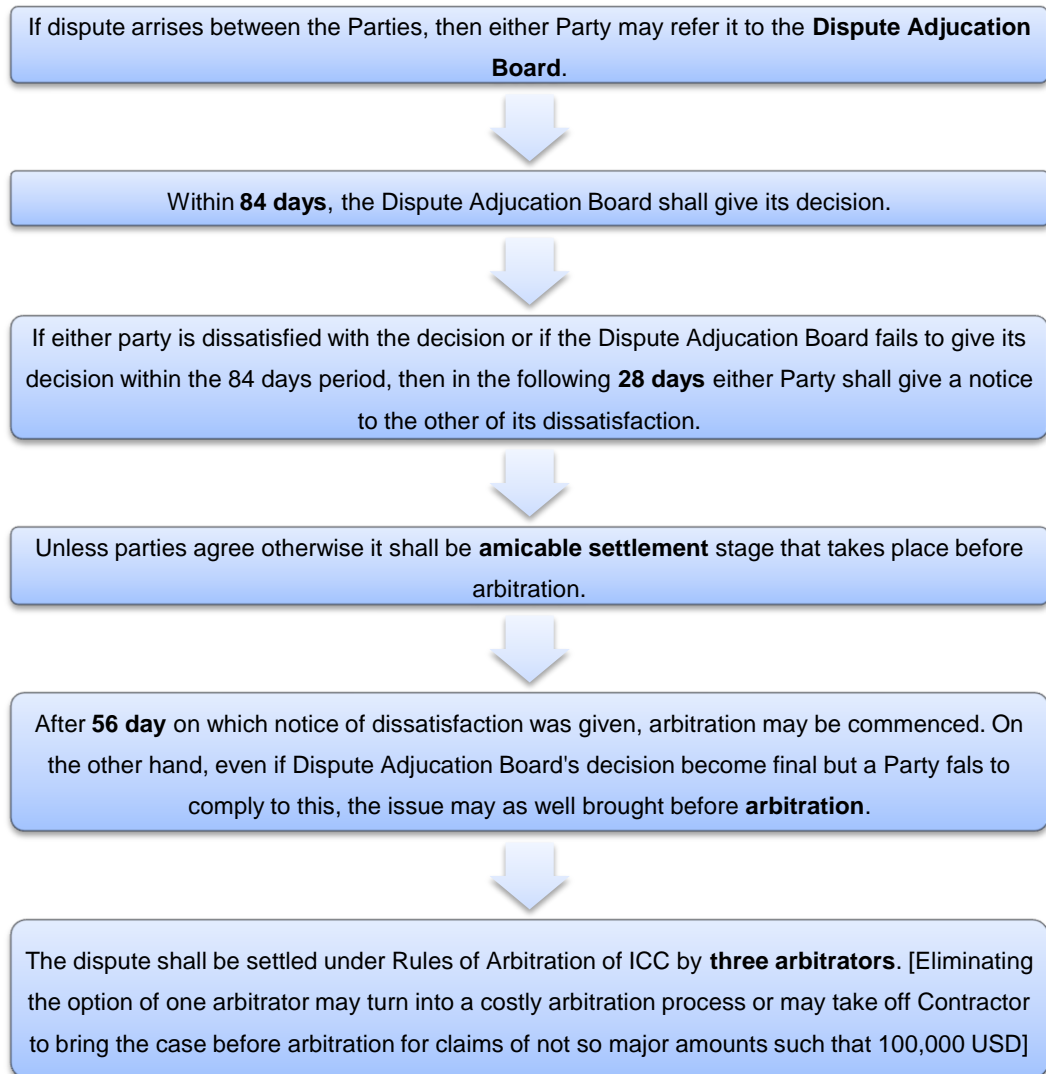 If dispute arrises between the Parties, then either Party may refer it to the Dispute Adjucation
Board.
Within 84 days, the Dispute Adjucation Board shall give its decision.
If either party is dissatisfied with the decision or if the Dispute Adjucation Board fails to give its
decision within the 84 days period, then in the following 28 days either Party shall give a notice
to the other of its dissatisfaction.
Unless parties agree otherwise it shall be amicable settlement stage that takes place before
arbitration.
After 56 day on which notice of dissatisfaction was given, arbitration may be commenced. On
the other hand, even if Dispute Adjucation Board's decision become final but a Party fals to
comply to this, the issue may as well brought before arbitration.
The dispute shall be settled under Rules of Arbitration of ICC by three arbitrators. [Eliminating
the option of one arbitrator may turn into a costly arbitration process or may take off Contractor
to bring the case before arbitration for claims of not so major amounts such that 100,000 USD]